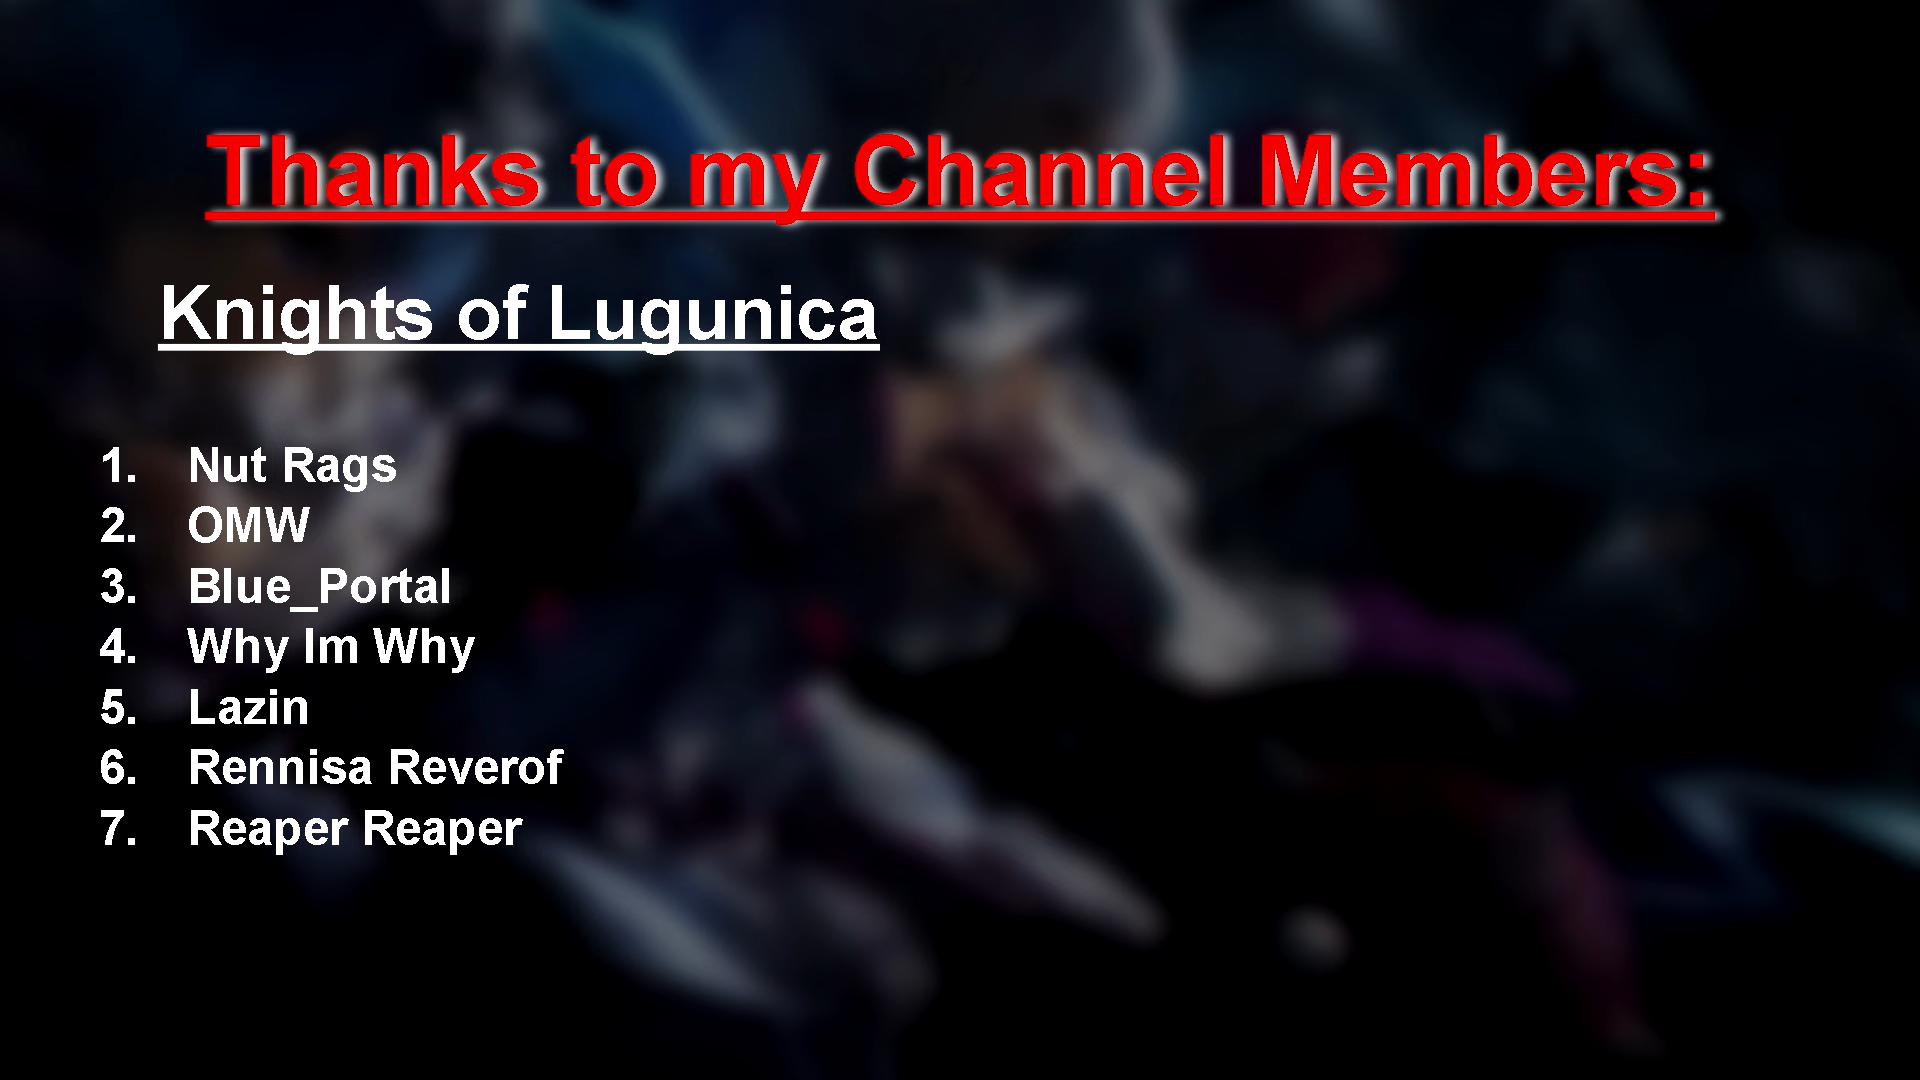 Thanks to my Channel Members:
Knights of Lugunica
1. Nut Rags
2. OMW
3. Blue_Portal
4. Why Im Why
5. Lazin
6. Rennisa Reverof
7. Reaper Reaper